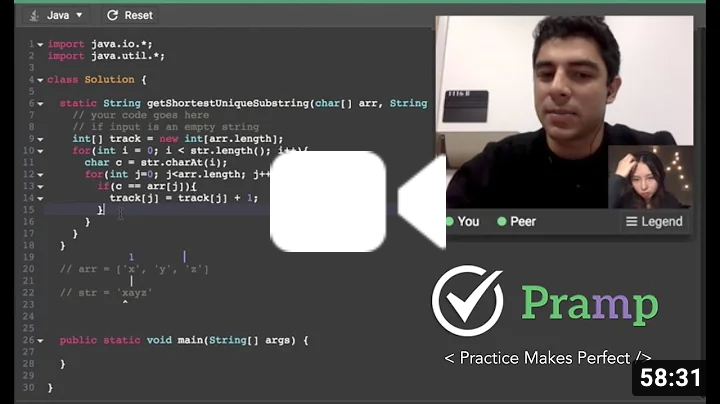 Java
Reset
1 import java.io.*;
2 import java.util.*;
3
4 class Solution {
5
6 static String getShortestUniqueSubstring(char[] arr, String
7 // your code goes here
8 // if input is an empty string
9 int[] track = new int[arr.length];
10 for(int i = 0; i < str.length(); i++){
11 char c = str.charAt(i);
12 for(int j=0; j<arr.length; j++
13 if(c == arr[j]){
14 track[j] = track[j] + 1;
15 }
16 }
17 }
18 }
19 1
20 // arr = ['x', 'y', 'z']
21
22 // str = 'xayz'
23 ^
24
25
26 public static void main(String[] args) {
27
28 }
29
30 }
You
Peer
Legend
Pramp
< Practice Makes Perfect />
58:31